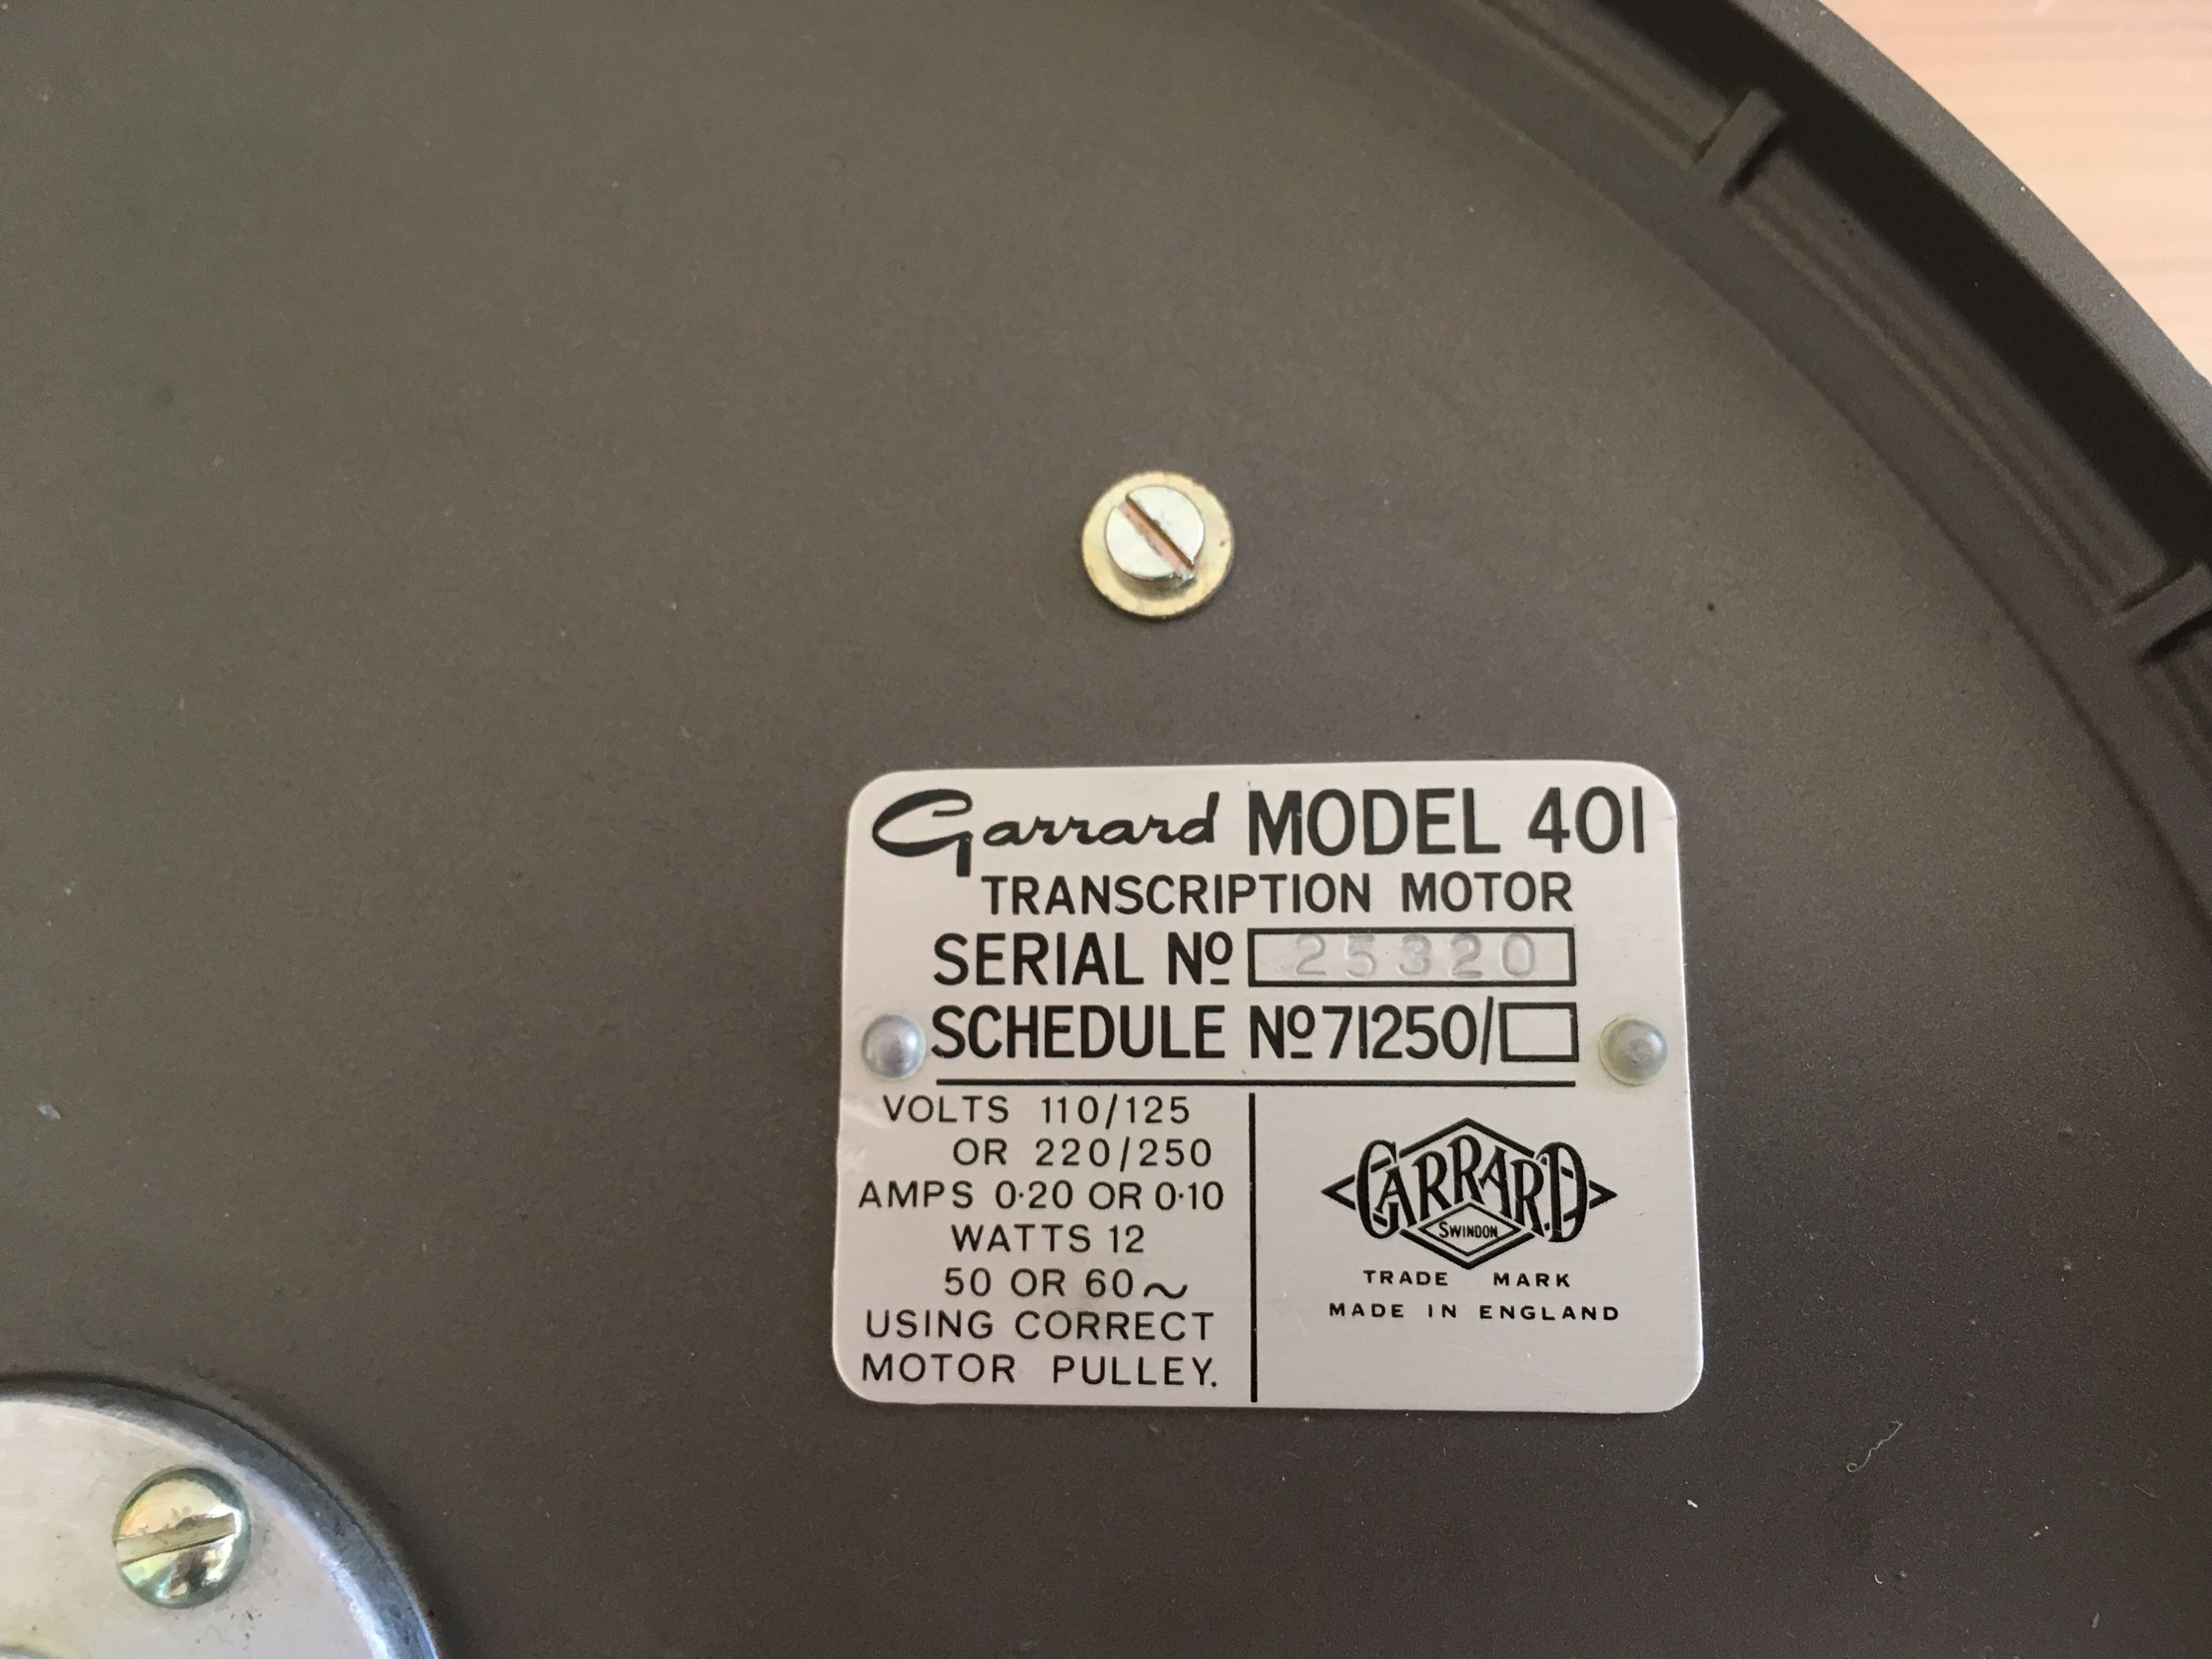 Garrard MODEL 401
TRANSCRIPTION MOTOR
SERIAL Nº 25320
SCHEDULE Nº 71250/
VOLTS 110/125
OR 220/250
AMPS 0·20 OR 0·10
WATTS 12
50 OR 60~
USING CORRECT
MOTOR PULLEY.
GARRARD
SWINDON
TRADE MARK
MADE IN ENGLAND